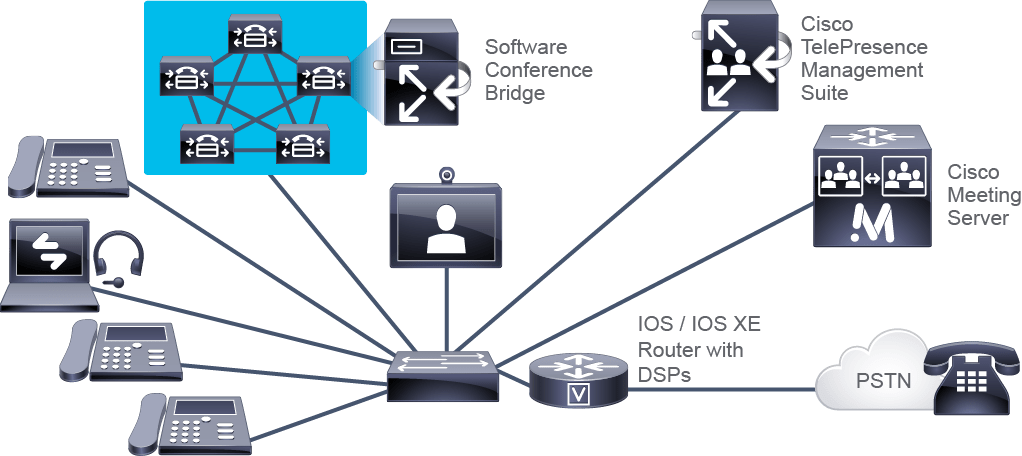 Software
Conference
Bridge
Cisco
TelePresence
Management
Suite
Cisco
Meeting
Server
IOS / IOS XE
Router with
DSPs
V
PSTN